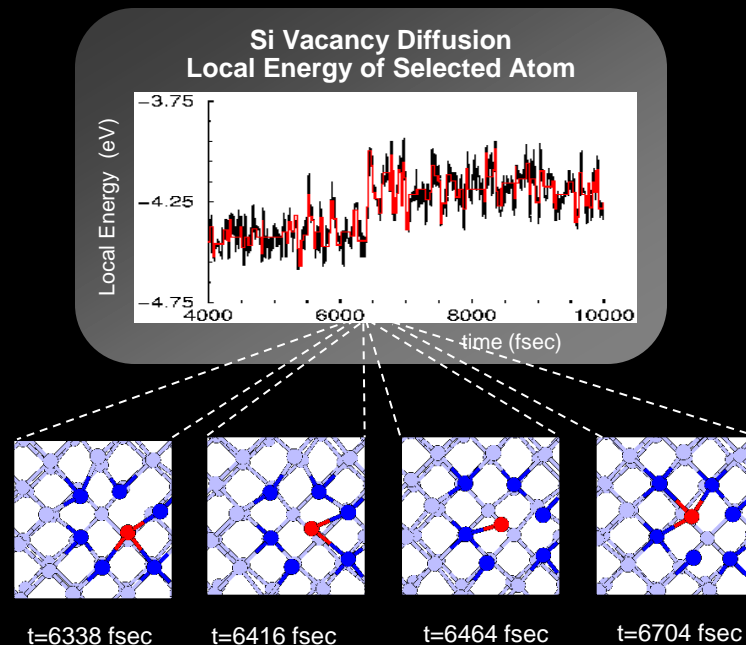 Si Vacancy Diffusion
Local Energy of Selected Atom
Local Energy (eV)
-3.75
-4.25
-4.75
4000 6000 8000 10000
time (fsec)
t=6338 fsec t=6416 fsec t=6464 fsec t=6704 fsec